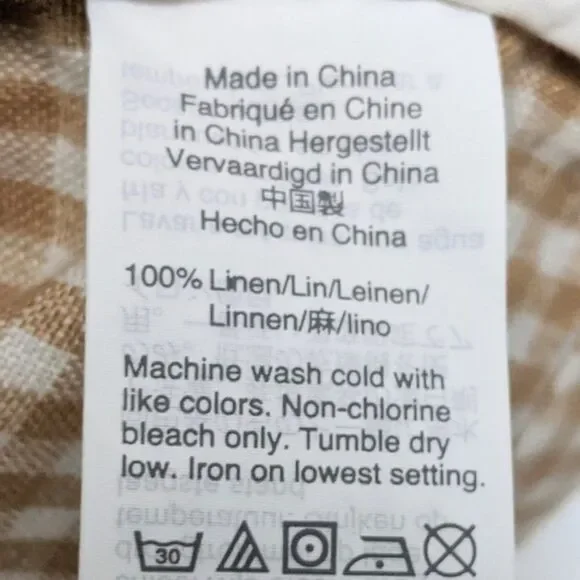 Made in China
Fabriqué en Chine
in China Hergestellt
Vervaardigd in China
中国製
Hecho en China
100% Linen/Lin/Leinen/
Linnen/麻/lino
Machine wash cold with
like colors. Non-chlorine
bleach only. Tumble dry
low. Iron on lowest setting.
30